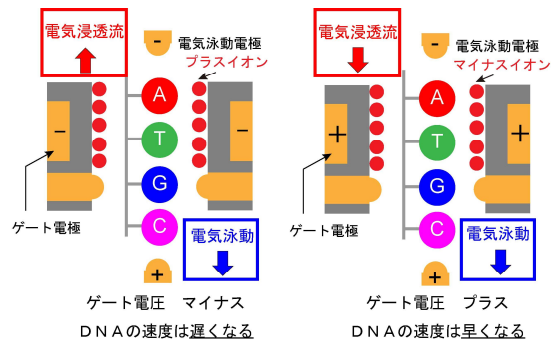 電気浸透流
-
電気泳動電極
プラスイオン
A
T
G
C
-
-
ゲート電極
電気泳動
+
ゲート電圧 マイナス
DNAの速度は遅くなる
電気浸透流
-
電気泳動電極
マイナスイオン
A
T
G
C
+
+
ゲート電極
電気泳動
+
ゲート電圧 プラス
DNAの速度は早くなる